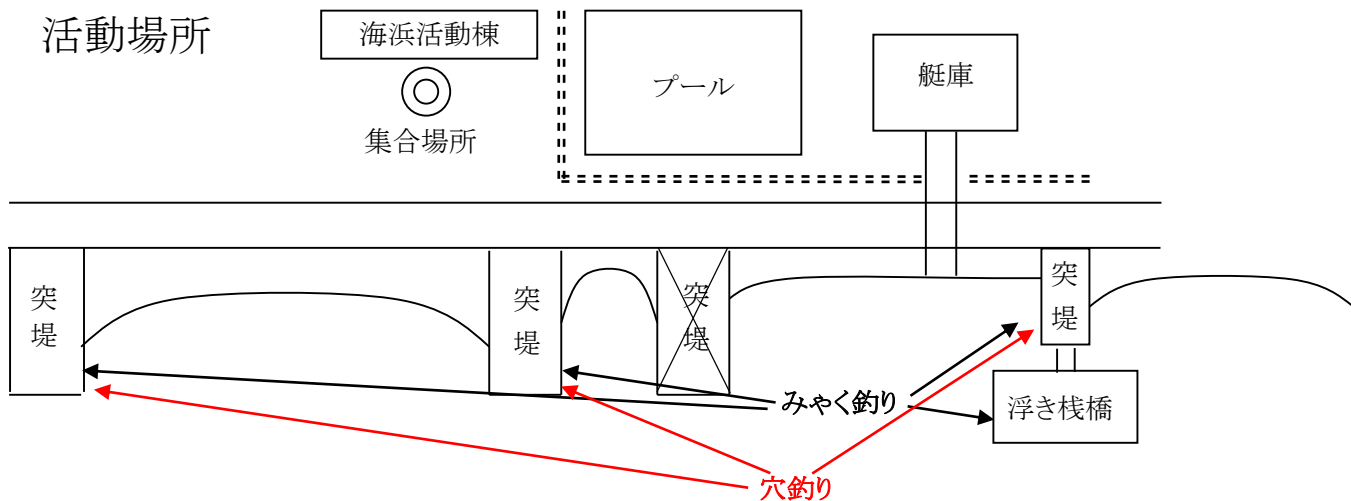 活動場所
海浜活動棟
集合場所
プール
艇庫
突堤
突堤
突堤
突堤
みゃく釣り
浮き桟橋
穴釣り